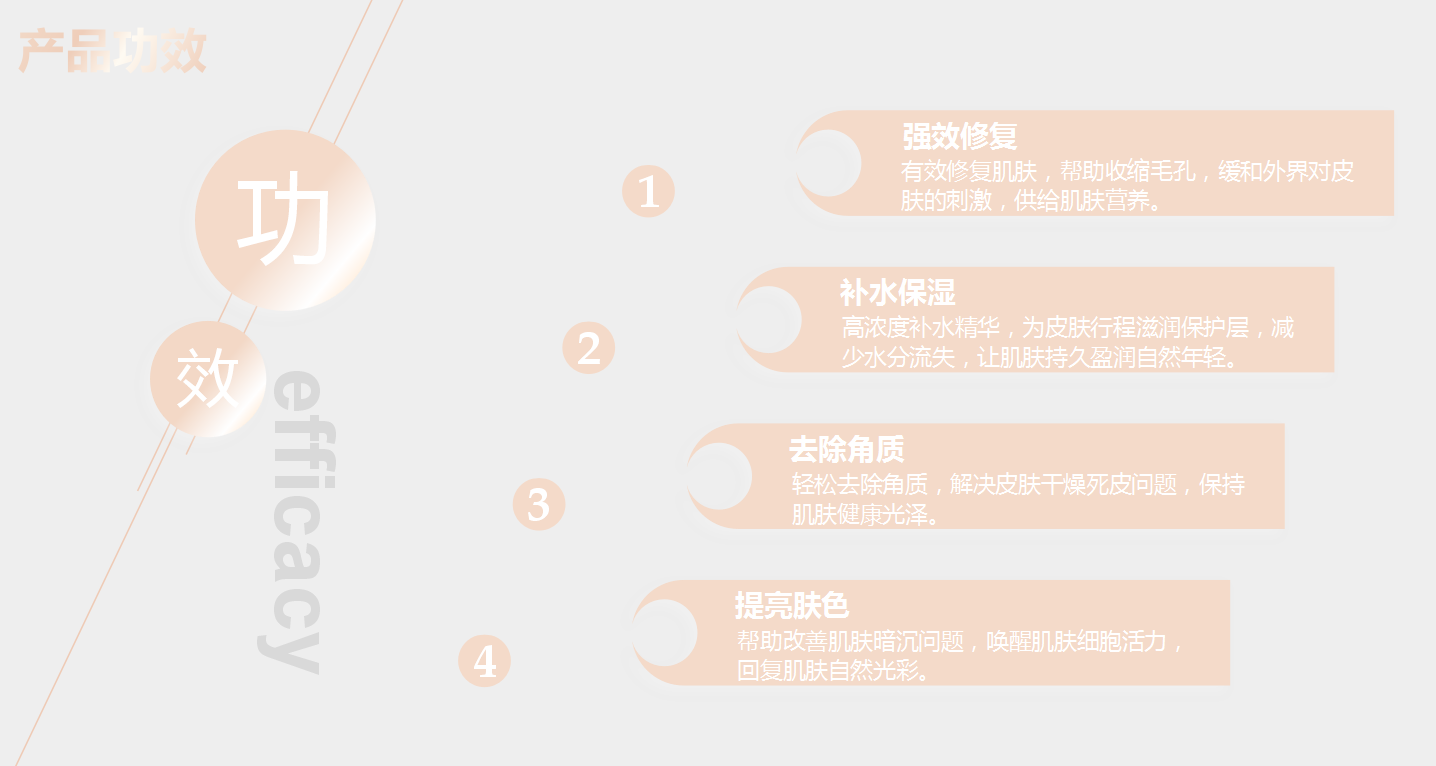 产品功效
功
效
efficacy
1
强效修复
有效修复肌肤，帮助收缩毛孔，缓和外界对皮
肤的刺激，供给肌肤营养。
2
补水保湿
高浓度补水精华，为皮肤行程滋润保护层，减
少水分流失，让肌肤持久盈润自然年轻。
3
去除角质
轻松去除角质，解决皮肤干燥死皮问题，保持
肌肤健康光泽。
4
提亮肤色
帮助改善肌肤暗沉问题，唤醒肌肤细胞活力，
回复肌肤自然光彩。